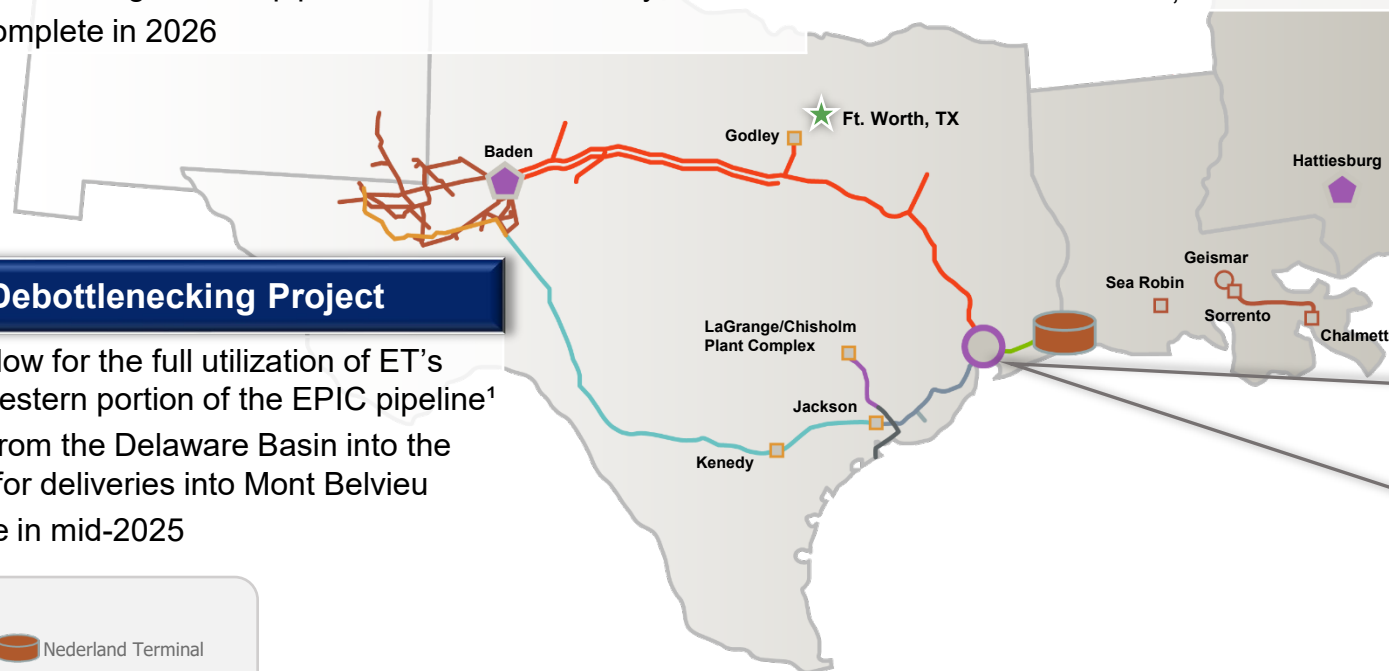 omplete in 2026
Ft. Worth, TX
Godley
Baden
Hattiesburg
Geismar
Sea Robin
Sorrento
Chalmett
Debottlenecking Project
LaGrange/Chisholm
Plant Complex
low for the full utilization of ET's
estern portion of the EPIC pipeline¹
Jackson
rom the Delaware Basin into the
Kenedy
for deliveries into Mont Belvieu
e in mid-2025
Nederland Terminal